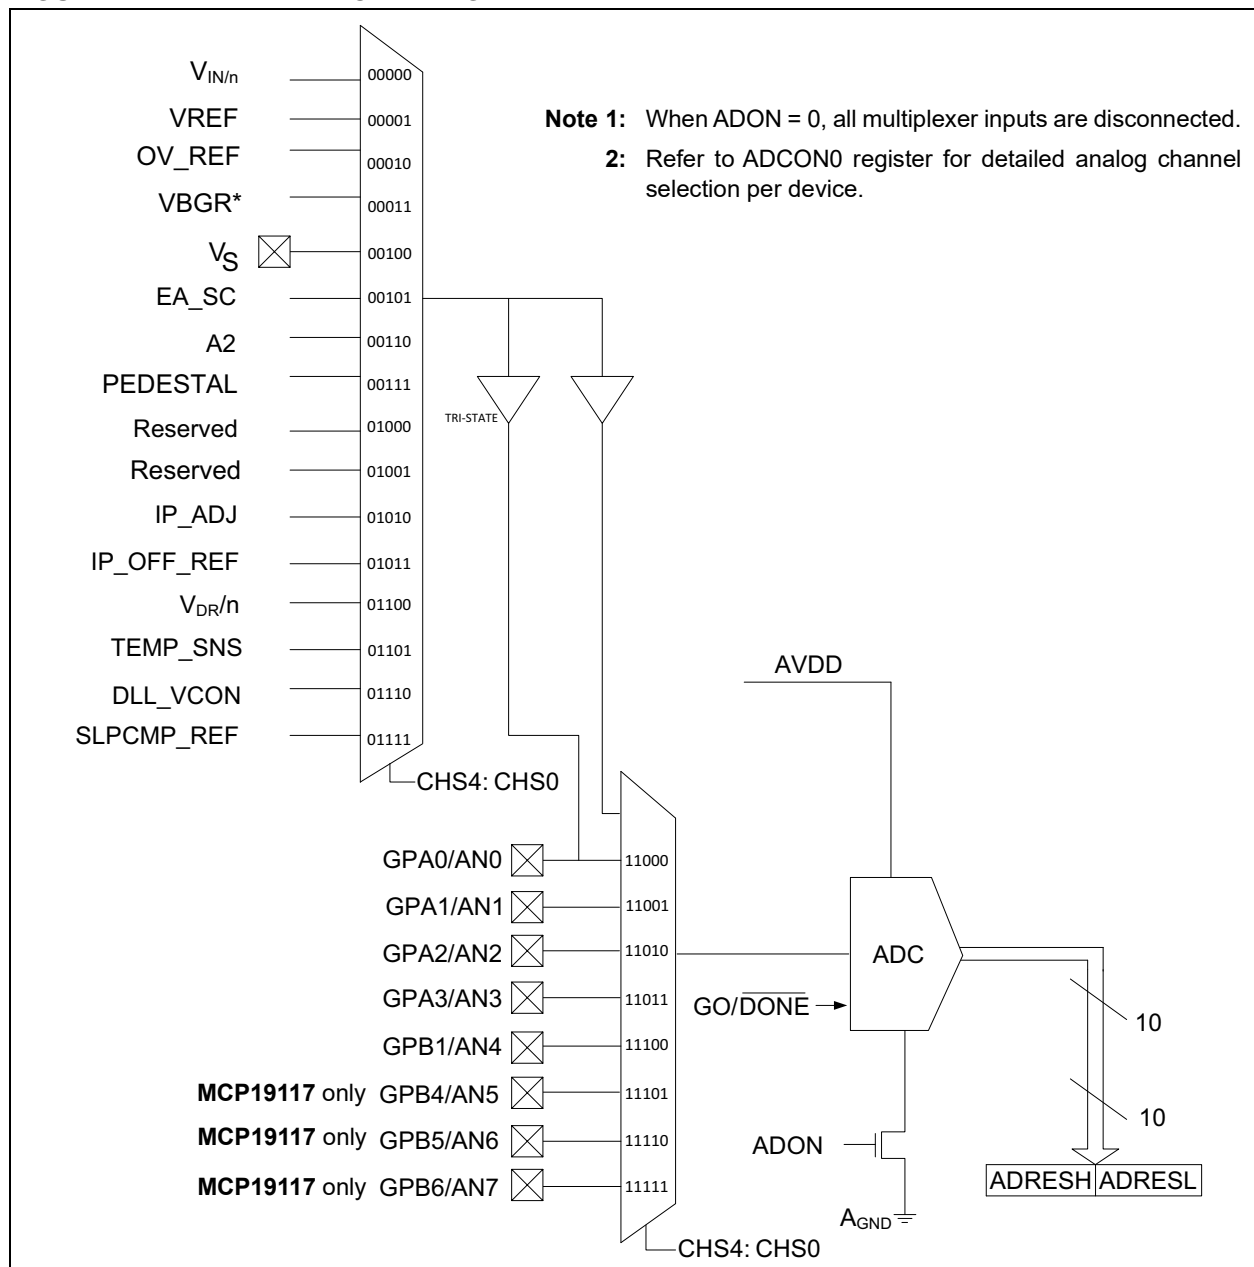 V_IN/n
00000
VREF
00001
OV_REF
00010
VBGR*
00011
V_S
00100
EA_SC
00101
A2
00110
PEDESTAL
00111
Reserved
01000
Reserved
01001
IP_ADJ
01010
IP_OFF_REF
01011
V_DR/n
01100
TEMP_SNS
01101
DLL_VCON
01110
SLPCMP_REF
01111
CHS4: CHS0
Note 1: When ADON = 0, all multiplexer inputs are disconnected.
2: Refer to ADCON0 register for detailed analog channel
selection per device.
TRI-STATE
GPA0/AN0
11000
GPA1/AN1
11001
GPA2/AN2
11010
GPA3/AN3
11011
GPB1/AN4
11100
MCP19117 only GPB4/AN5
11101
MCP19117 only GPB5/AN6
11110
MCP19117 only GPB6/AN7
11111
CHS4: CHS0
AVDD
ADC
GO/DONE
10
10
ADON
ADRESH ADRESL
A_GND